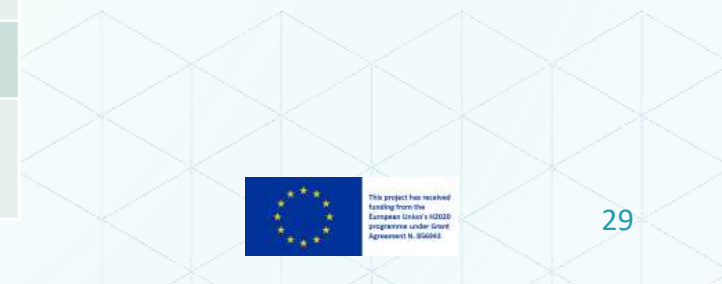 This project has received
funding from the
European Union's H2020
programme under Grant
Agreement N. 856943
29